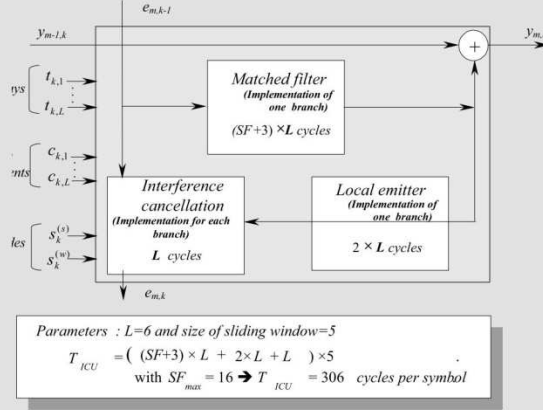 e_{m,k-1}
y_{m-1,k}
y_{m,
+
t_{k,1}
t_{k,L}
Matched filter
(Implementation of
one branch)
(SF+3) × L cycles
c_{k,1}
c_{k,L}
Interference
cancellation
(Implementation for each
branch)
L cycles
Local emitter
(Implementation of
one branch)
2 × L cycles
s_k^{(s)}
s_k^{(w)}
e_{m,k}
Parameters : L=6 and size of sliding window=5
T_{ICU} = ( (SF+3) × L + 2× L + L ) ×5 .
with SF_{max} = 16 ➔ T_{ICU} = 306 cycles per symbol